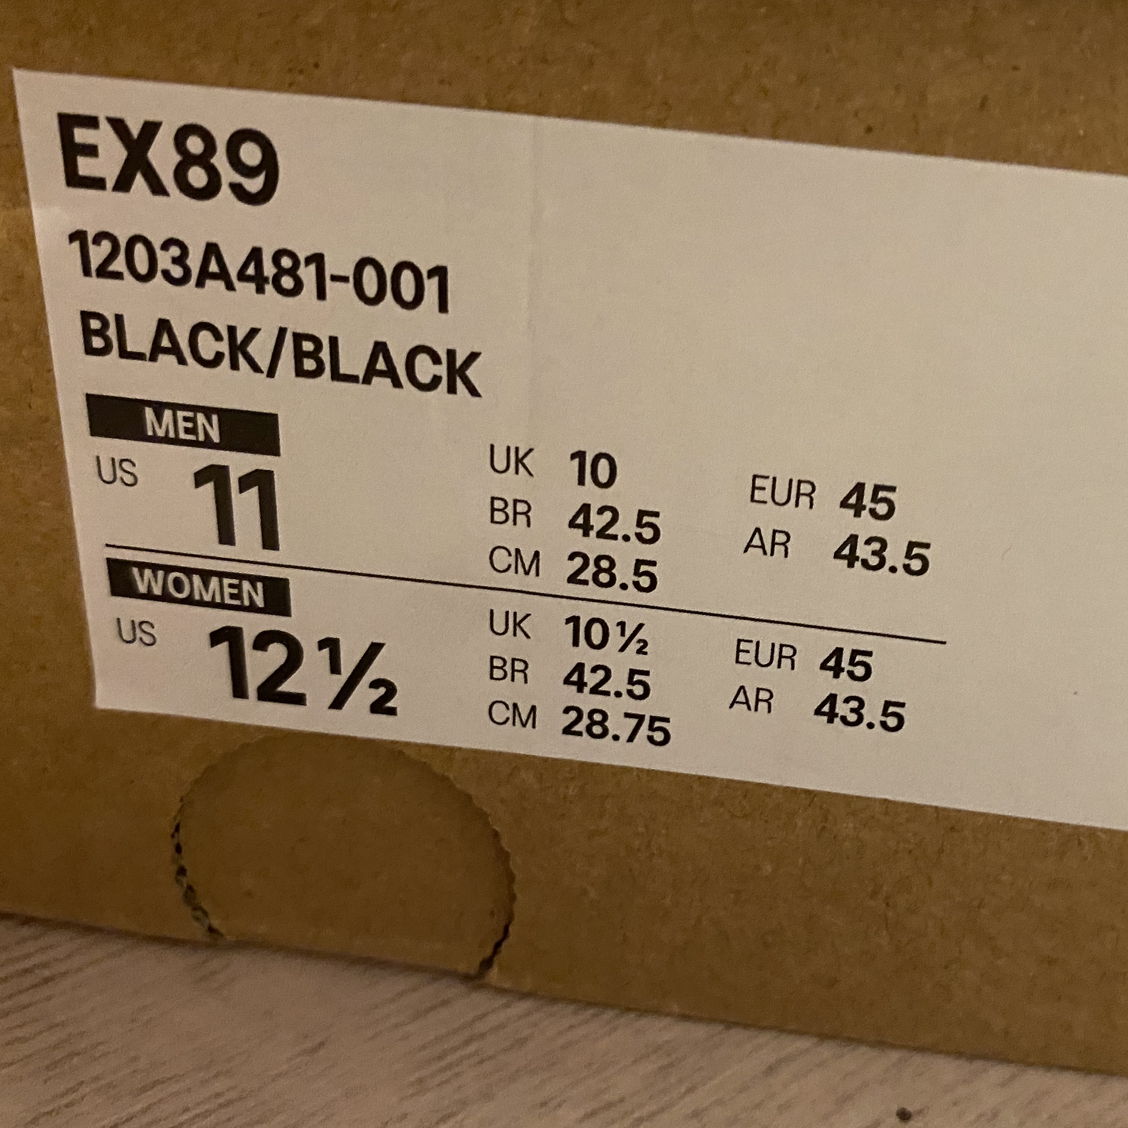 EX89
1203A481-001
BLACK/BLACK
MEN
US 11
UK 10
BR 42.5
CM 28.5
EUR 45
AR 43.5
WOMEN
US 12½
UK 10½
BR 42.5
CM 28.75
EUR 45
AR 43.5